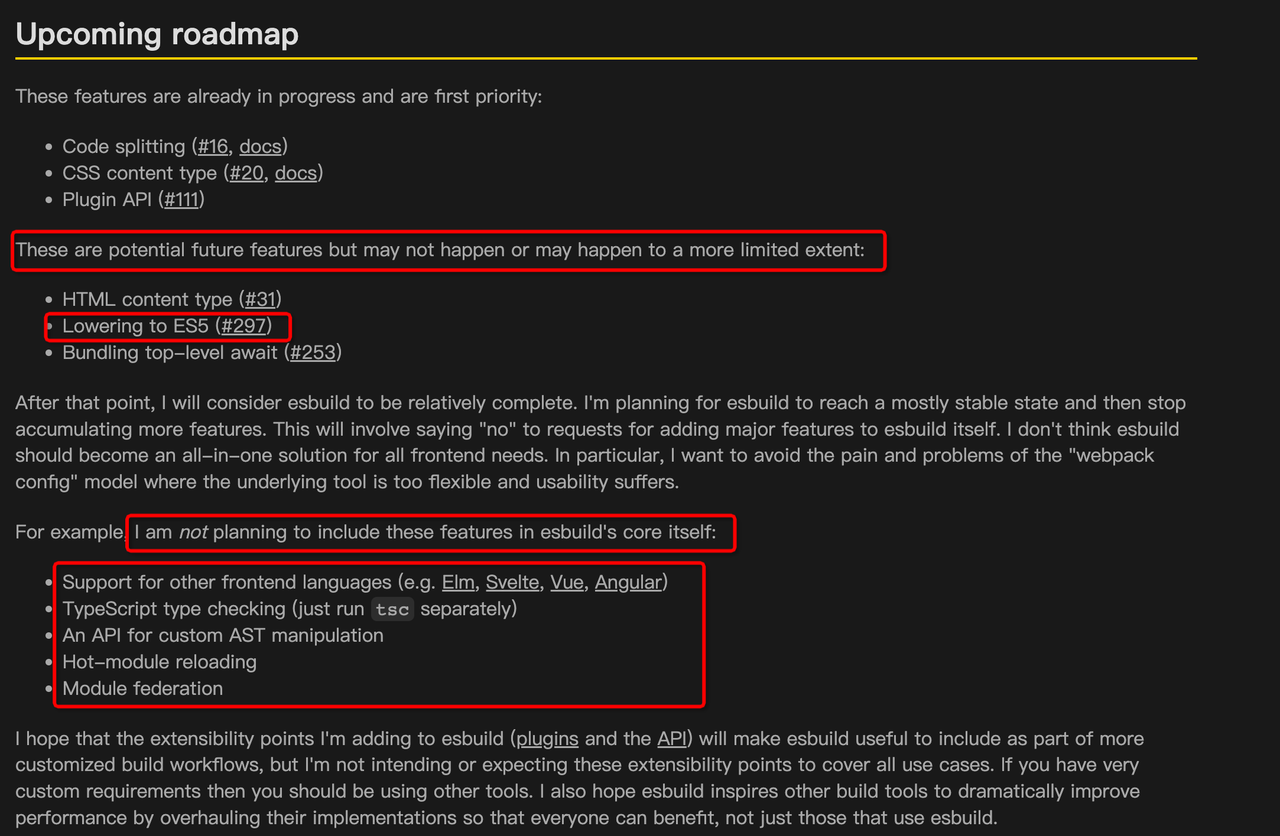 Upcoming roadmap
These features are already in progress and are first priority:
• Code splitting (#16, docs)
• CSS content type (#20, docs)
• Plugin API (#111)
These are potential future features but may not happen or may happen to a more limited extent:
• HTML content type (#31)
• Lowering to ES5 (#297)
• Bundling top-level await (#253)
After that point, I will consider esbuild to be relatively complete. I'm planning for esbuild to reach a mostly stable state and then stop
accumulating more features. This will involve saying "no" to requests for adding major features to esbuild itself. I don't think esbuild
should become an all-in-one solution for all frontend needs. In particular, I want to avoid the pain and problems of the "webpack
config" model where the underlying tool is too flexible and usability suffers.
For example, I am not planning to include these features in esbuild's core itself:
• Support for other frontend languages (e.g. Elm, Svelte, Vue, Angular)
• TypeScript type checking (just run tsc separately)
• An API for custom AST manipulation
• Hot-module reloading
• Module federation
I hope that the extensibility points I'm adding to esbuild (plugins and the API) will make esbuild useful to include as part of more
customized build workflows, but I'm not intending or expecting these extensibility points to cover all use cases. If you have very
custom requirements then you should be using other tools. I also hope esbuild inspires other build tools to dramatically improve
performance by overhauling their implementations so that everyone can benefit, not just those that use esbuild.